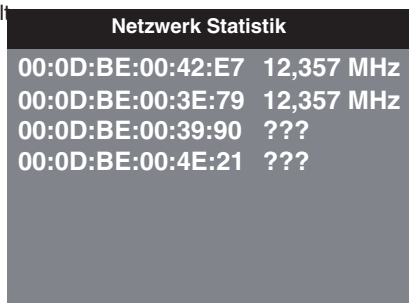 lt
Netzwerk Statistik
00:0D:BE:00:42:E7 12,357 MHz
00:0D:BE:00:3E:79 12,357 MHz
00:0D:BE:00:39:90 ???
00:0D:BE:00:4E:21 ???